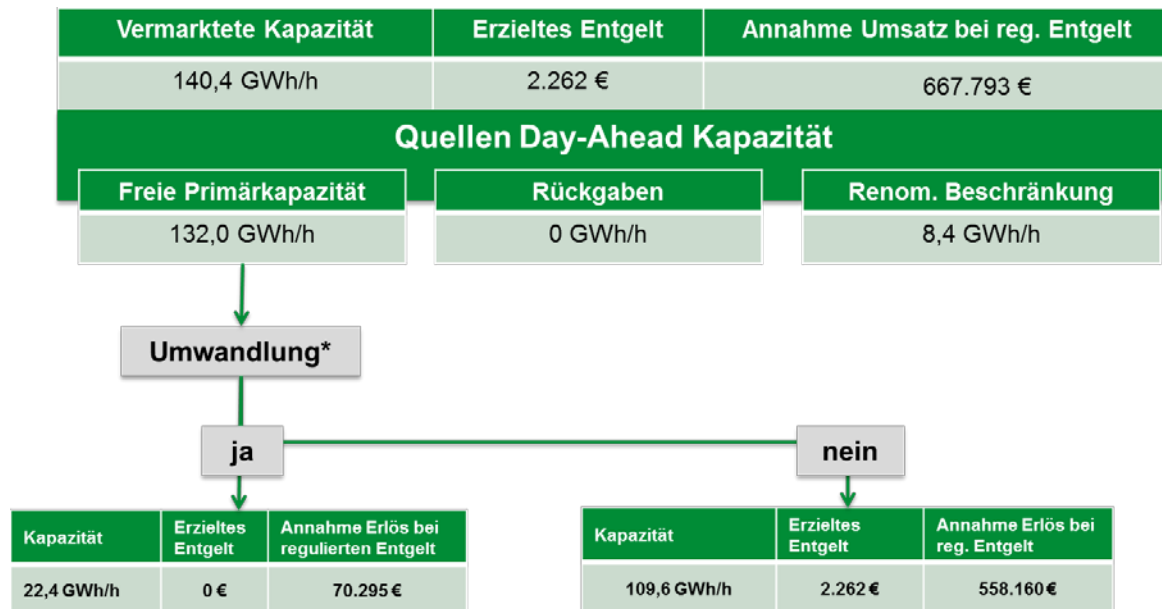 Vermarktete Kapazität Erzieltes Entgelt Annahme Umsatz bei reg. Entgelt
140,4 GWh/h 2.262 € 667.793 €
Quellen Day-Ahead Kapazität
Freie Primärkapazität Rückgaben Renom. Beschränkung
132,0 GWh/h 0 GWh/h 8,4 GWh/h
Umwandlung*
ja nein
Kapazität
Erzieltes
Entgelt
Annahme Erlös bei
regulierten Entgelt
22,4 GWh/h 0 € 70.295 €
Kapazität
Erzieltes
Entgelt
Annahme Erlös bei
reg. Entgelt
109,6 GWh/h 2.262 € 558.160 €